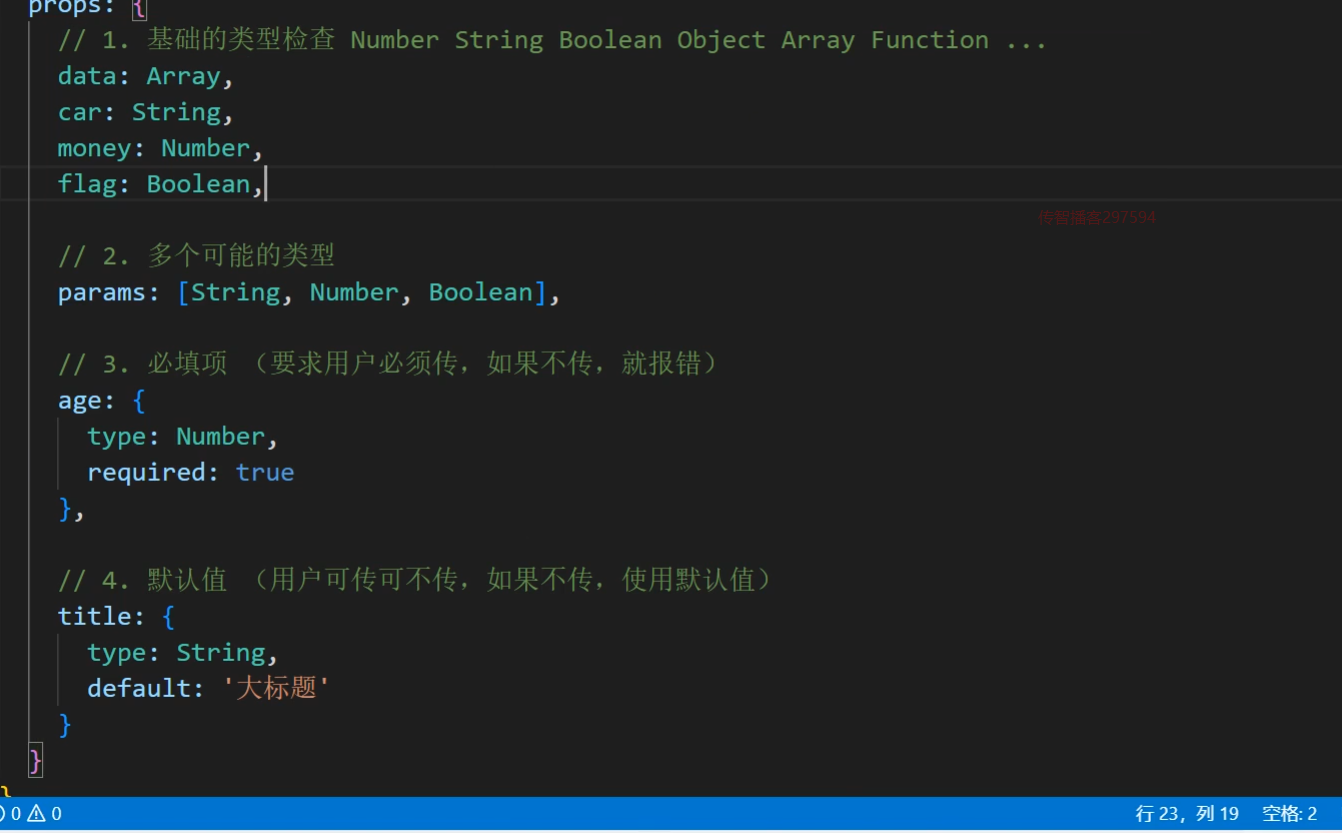 props: {
// 1. 基础的类型检查 Number String Boolean Object Array Function ...
data: Array,
car: String,
money: Number,
flag: Boolean,
传智播客297594
// 2. 多个可能的类型
params: [String, Number, Boolean],
// 3. 必填项 （要求用户必须传，如果不传，就报错）
age: {
type: Number,
required: true
},
// 4. 默认值 （用户可传可不传，如果不传，使用默认值）
title: {
type: String,
default: '大标题'
}
}
}
0 0 行 23，列 19 空格: 2